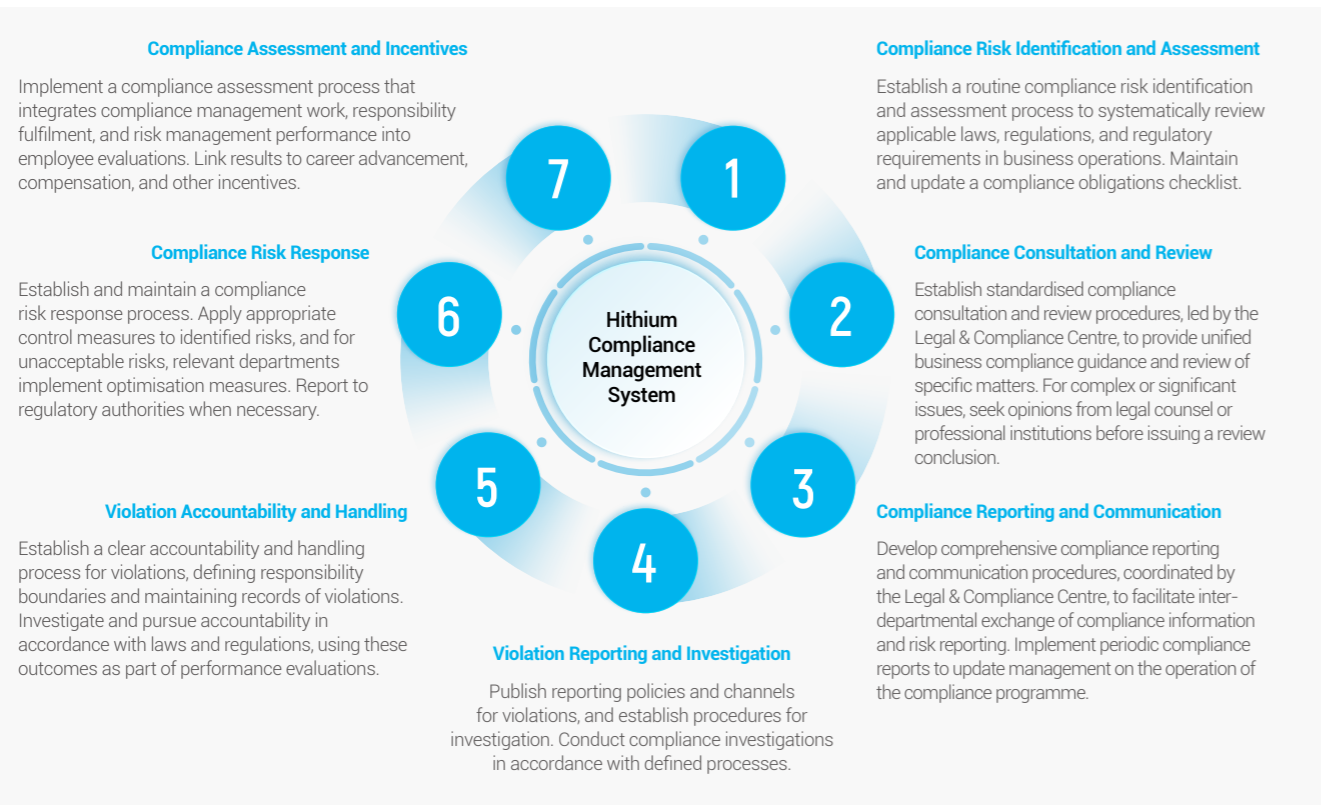 Compliance Assessment and Incentives
Implement a compliance assessment process that
integrates compliance management work, responsibility
fulfilment, and risk management performance into
employee evaluations. Link results to career advancement,
compensation, and other incentives.
Compliance Risk Identification and Assessment
Establish a routine compliance risk identification
and assessment process to systematically review
applicable laws, regulations, and regulatory
requirements in business operations. Maintain
and update a compliance obligations checklist.
7
1
Compliance Risk Response
Establish and maintain a compliance
risk response process. Apply appropriate
control measures to identified risks, and for
unacceptable risks, relevant departments
implement optimisation measures. Report to
regulatory authorities when necessary.
6
Hithium
Compliance
Management
System
2
Compliance Consultation and Review
Establish standardised compliance
consultation and review procedures, led by the
Legal & Compliance Centre, to provide unified
business compliance guidance and review of
specific matters. For complex or significant
issues, seek opinions from legal counsel or
professional institutions before issuing a review
conclusion.
5
3
Violation Accountability and Handling
Establish a clear accountability and handling
process for violations, defining responsibility
boundaries and maintaining records of violations.
Investigate and pursue accountability in
accordance with laws and regulations, using these
outcomes as part of performance evaluations.
4
Compliance Reporting and Communication
Develop comprehensive compliance reporting
and communication procedures, coordinated by
the Legal & Compliance Centre, to facilitate inter-
departmental exchange of compliance information
and risk reporting. Implement periodic compliance
reports to update management on the operation of
the compliance programme.
Violation Reporting and Investigation
Publish reporting policies and channels
for violations, and establish procedures for
investigation. Conduct compliance investigations
in accordance with defined processes.